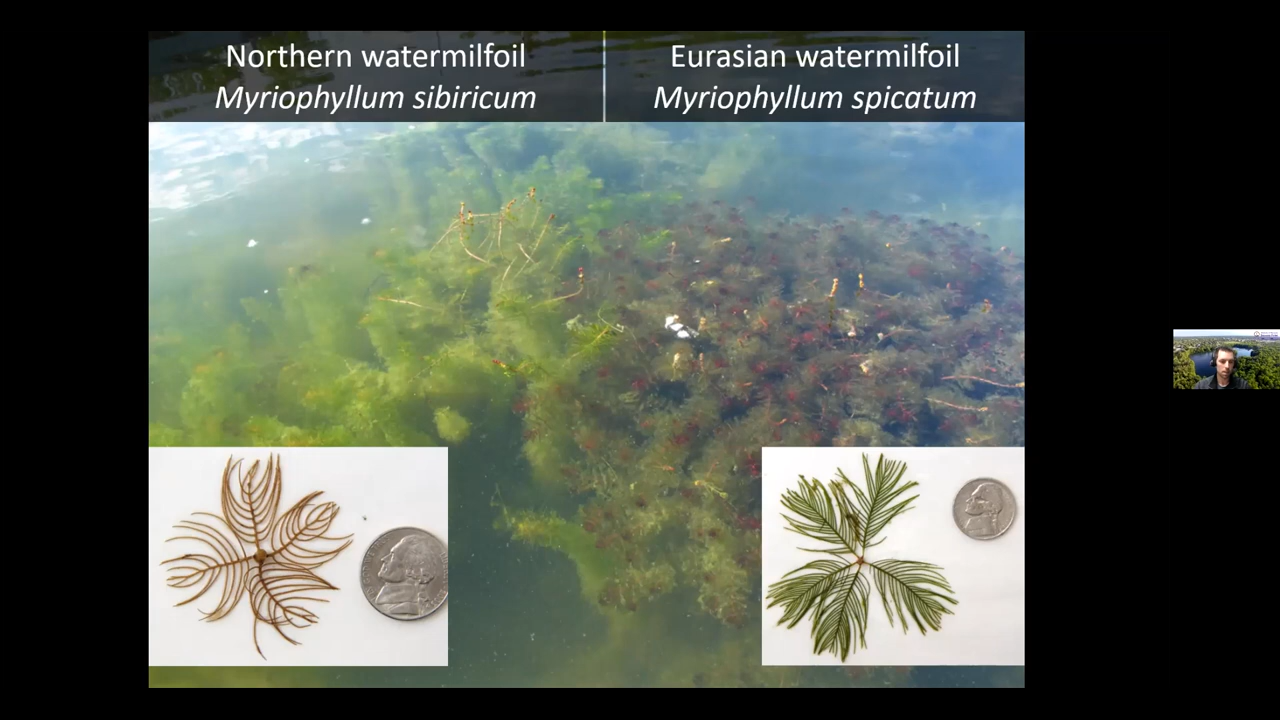 Northern watermilfoil
Myriophyllum sibiricum
Eurasian watermilfoil
Myriophyllum spicatum